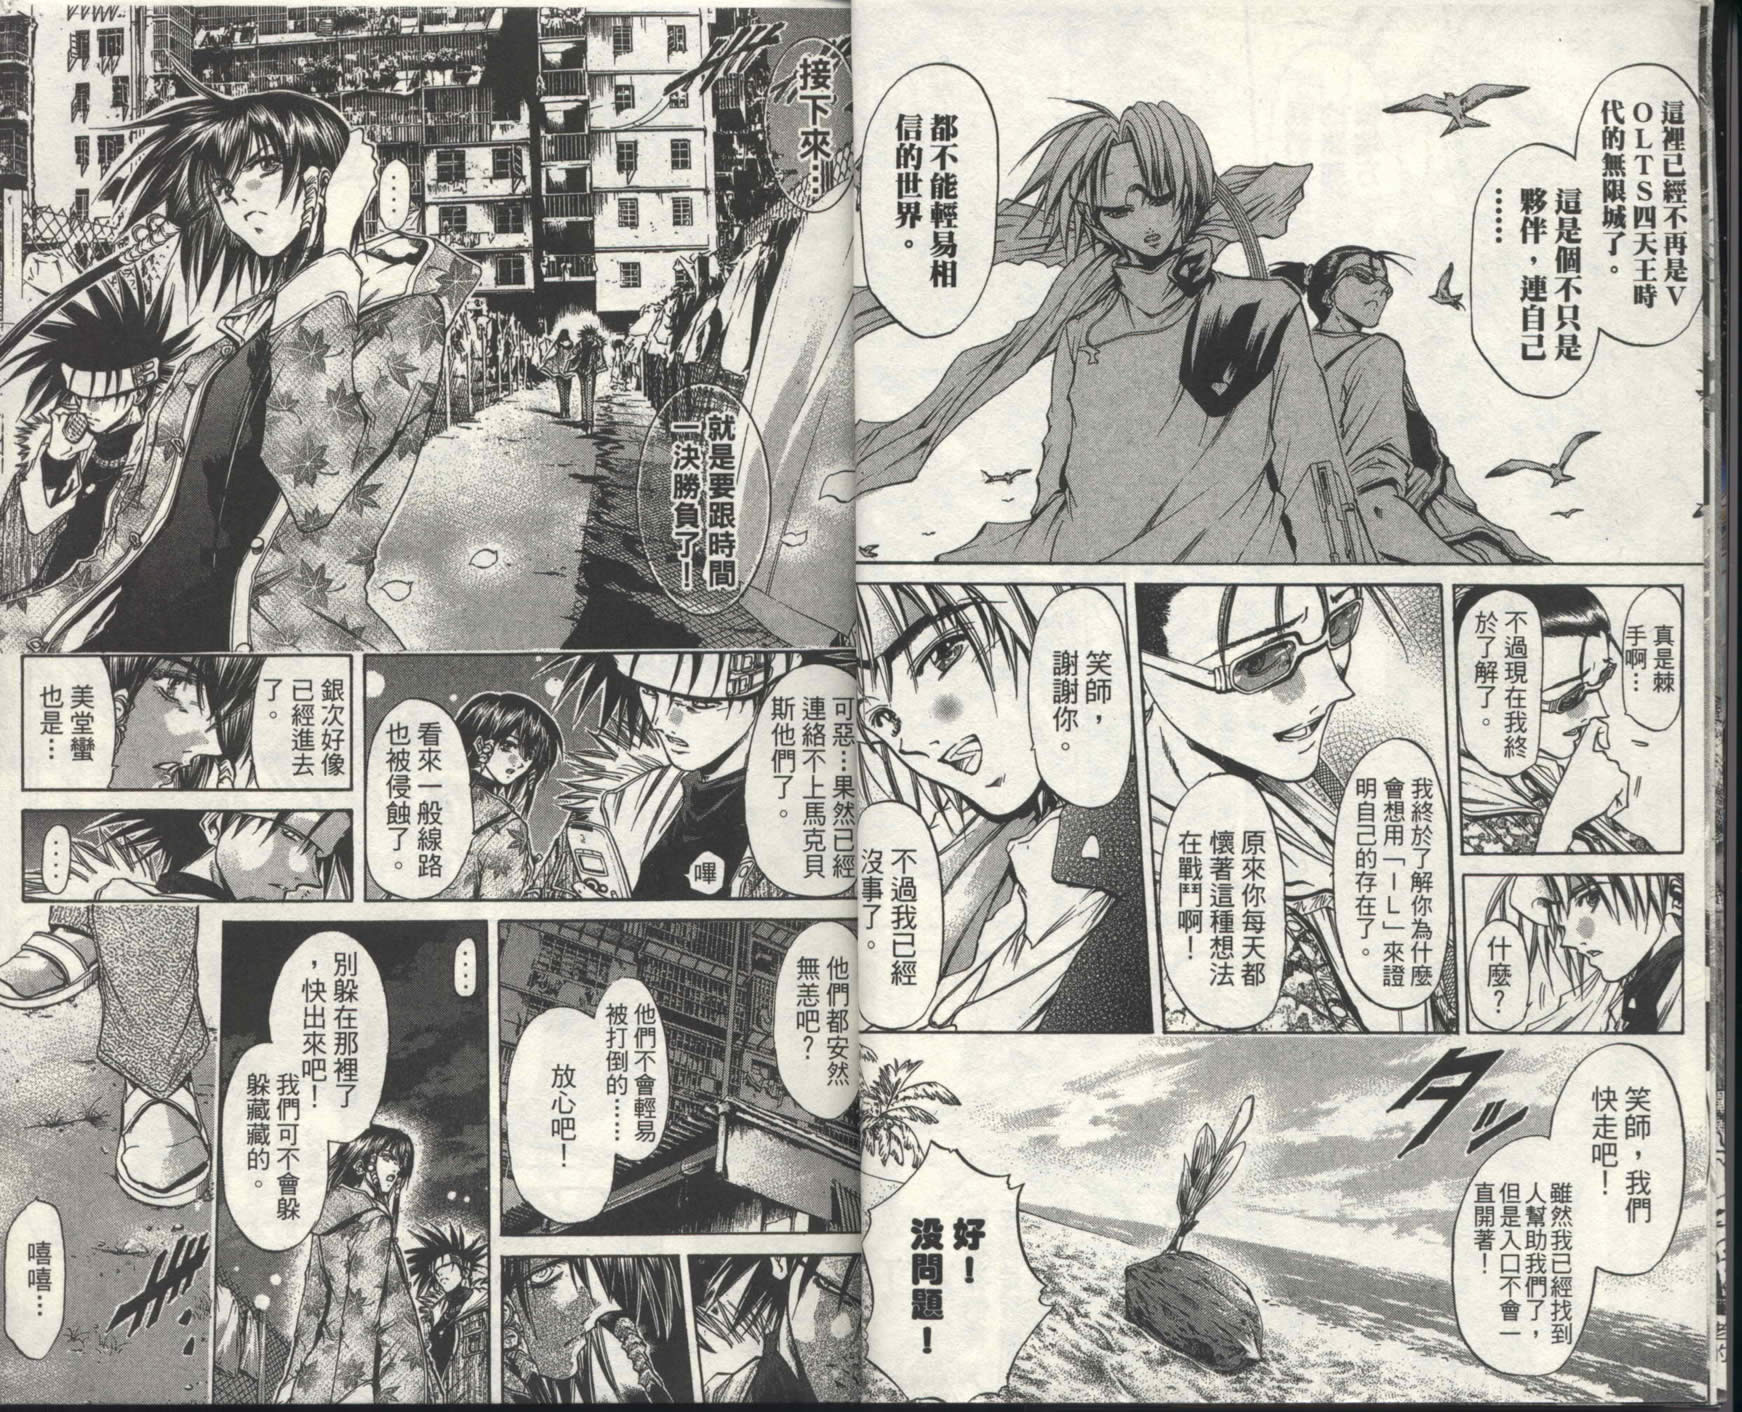 這裡已經不再是V
OLTS四天王時
代的無限城了。
這是個不只是
夥伴，連自己
……
都不能輕易相
信的世界。
真是棘
手啊…
不過現在我終
於了解了。
什麼？
我終於了解你為什麼
會想用「IL」來證
明自己的存在了。
原來你每天都
懷著這種想法
在戰鬥啊！
笑師，
謝謝你。
不過我已經
沒事了。
笑師，我們
快走吧！
雖然我已經找到
人幫助我們了，
但是入口不會一
直開著！
タッ
好！
沒問題！
接下來…
就是要跟時間
一決勝負了！
…
可惡…果然已經
連絡不上馬克貝
斯他們了。
嗶
看來一般線路
也被侵蝕了。
銀次好像
已經進去
了。
美堂蠻
也是…
…
他們都安然
無恙吧？
他們不會輕易
被打倒的……
放心吧！
…
別躲在那裡了
，快出來吧！
我們可不會躲
躲藏藏的。
嘻嘻…